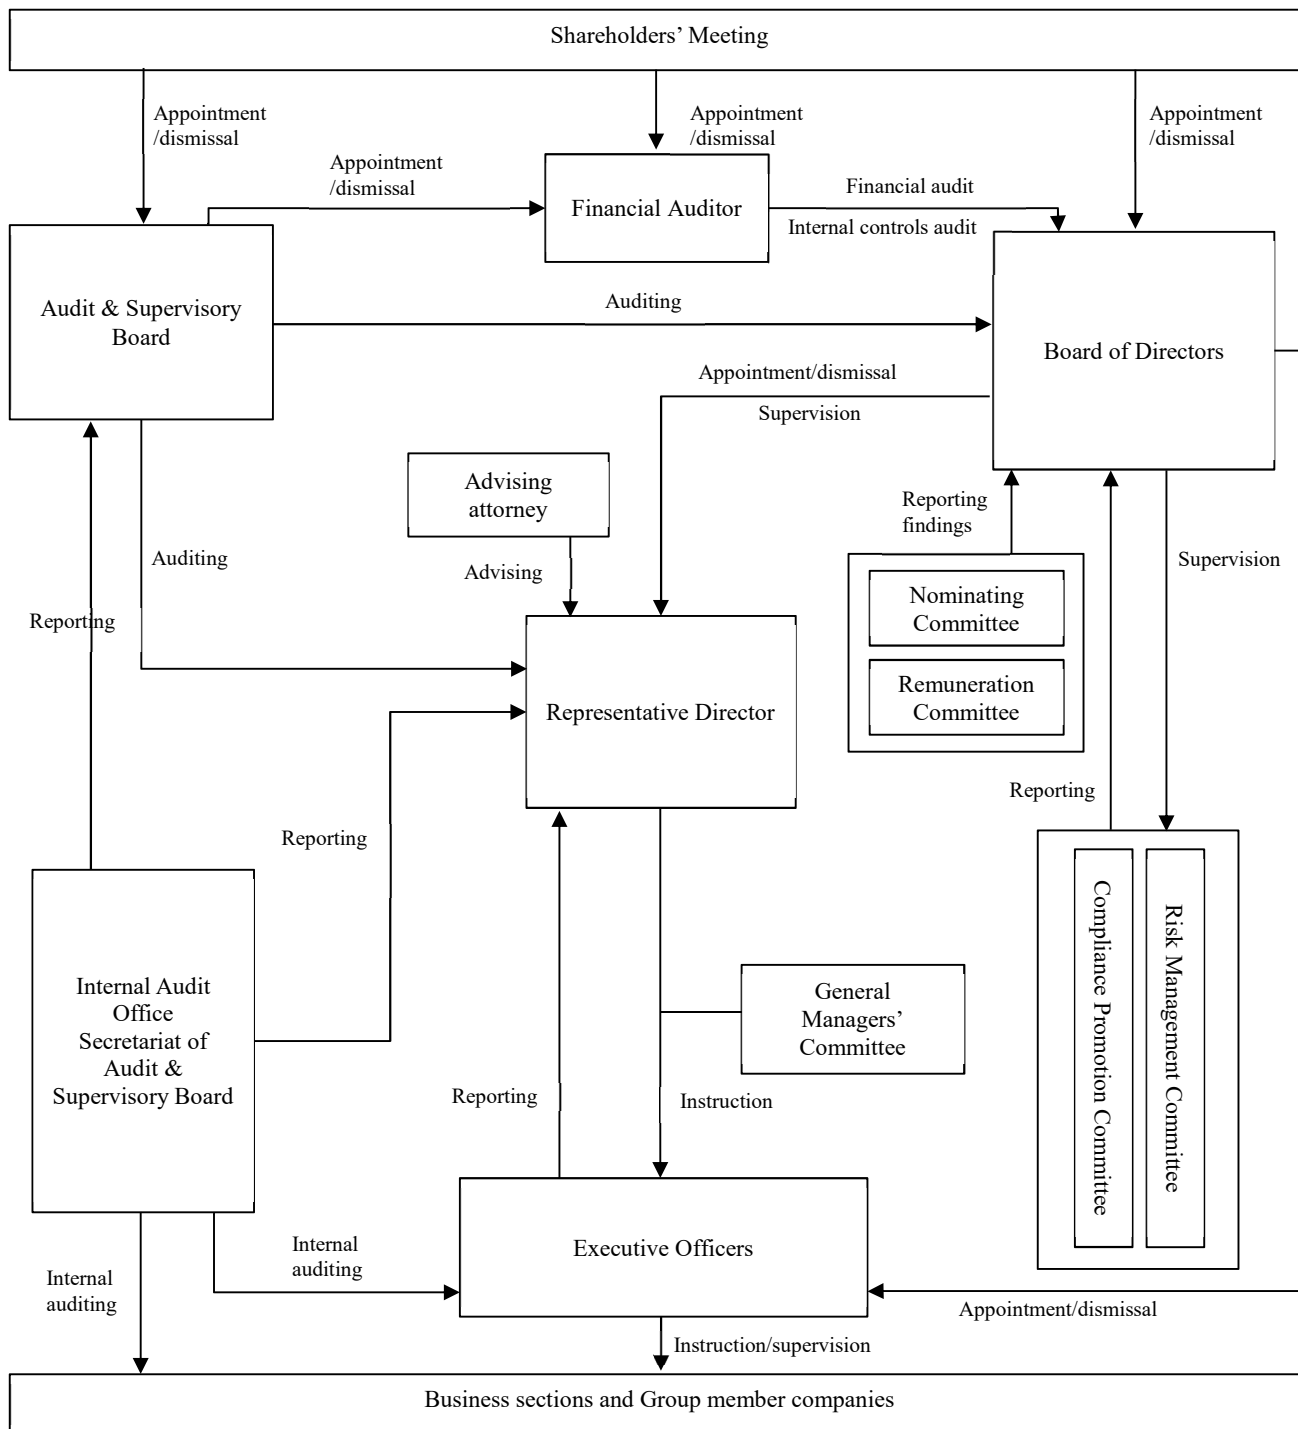 Shareholders’ Meeting
Appointment
/dismissal
Appointment
/dismissal
Appointment
/dismissal
Appointment
/dismissal
Financial Auditor
Financial audit
Internal controls audit
Audit & Supervisory
Board
Auditing
Board of Directors
Appointment/dismissal
Supervision
Advising
attorney
Advising
Auditing
Reporting
Reporting
findings
Nominating
Committee
Remuneration
Committee
Supervision
Representative Director
Reporting
Reporting
Compliance Promotion Committee
Risk Management Committee
Internal Audit
Office
Secretariat of
Audit &
Supervisory Board
General
Managers’
Committee
Reporting
Instruction
Executive Officers
Internal
auditing
Internal
auditing
Appointment/dismissal
Instruction/supervision
Business sections and Group member companies